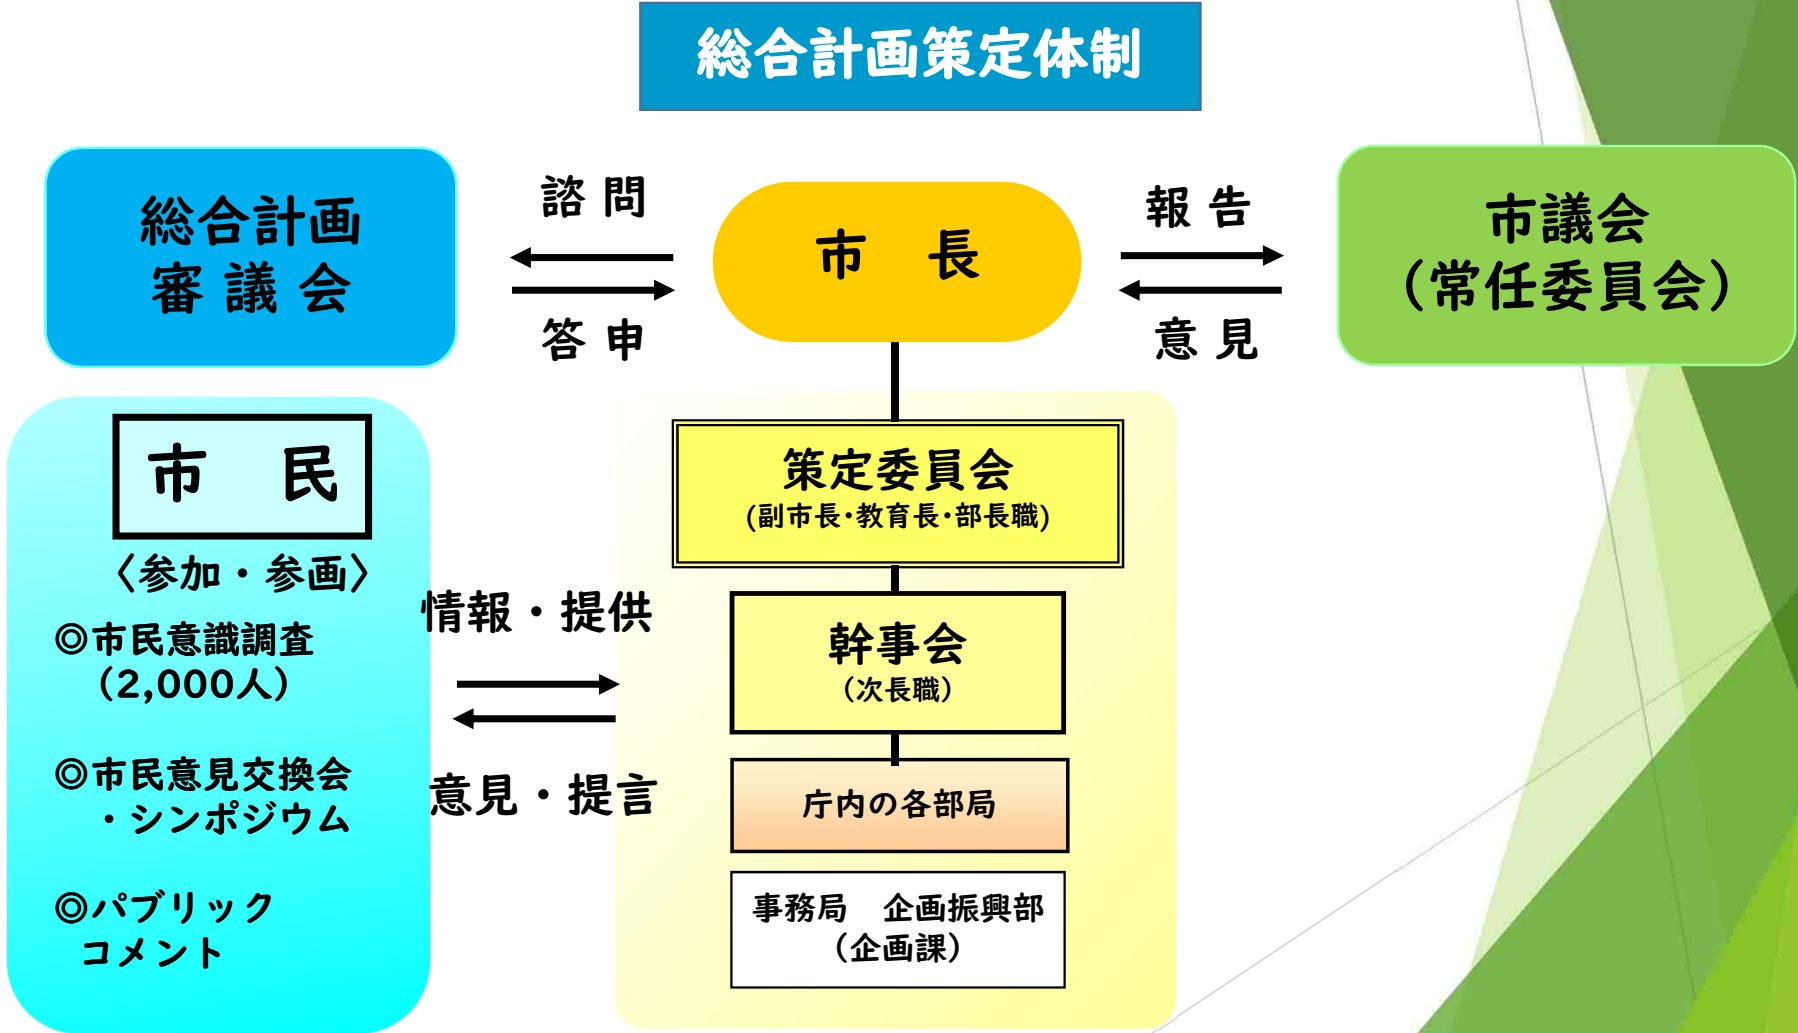 総合計画策定体制
総合計画
審議会
諮問
答申
市　長
報告
意見
市議会
（常任委員会）
市　民
〈参加・参画〉
◎市民意識調査
（2,000人）
◎市民意見交換会
・シンポジウム
◎パブリック
コメント
情報・提供
意見・提言
策定委員会
(副市長・教育長・部長職)
幹事会
（次長職）
庁内の各部局
事務局　企画振興部
（企画課）